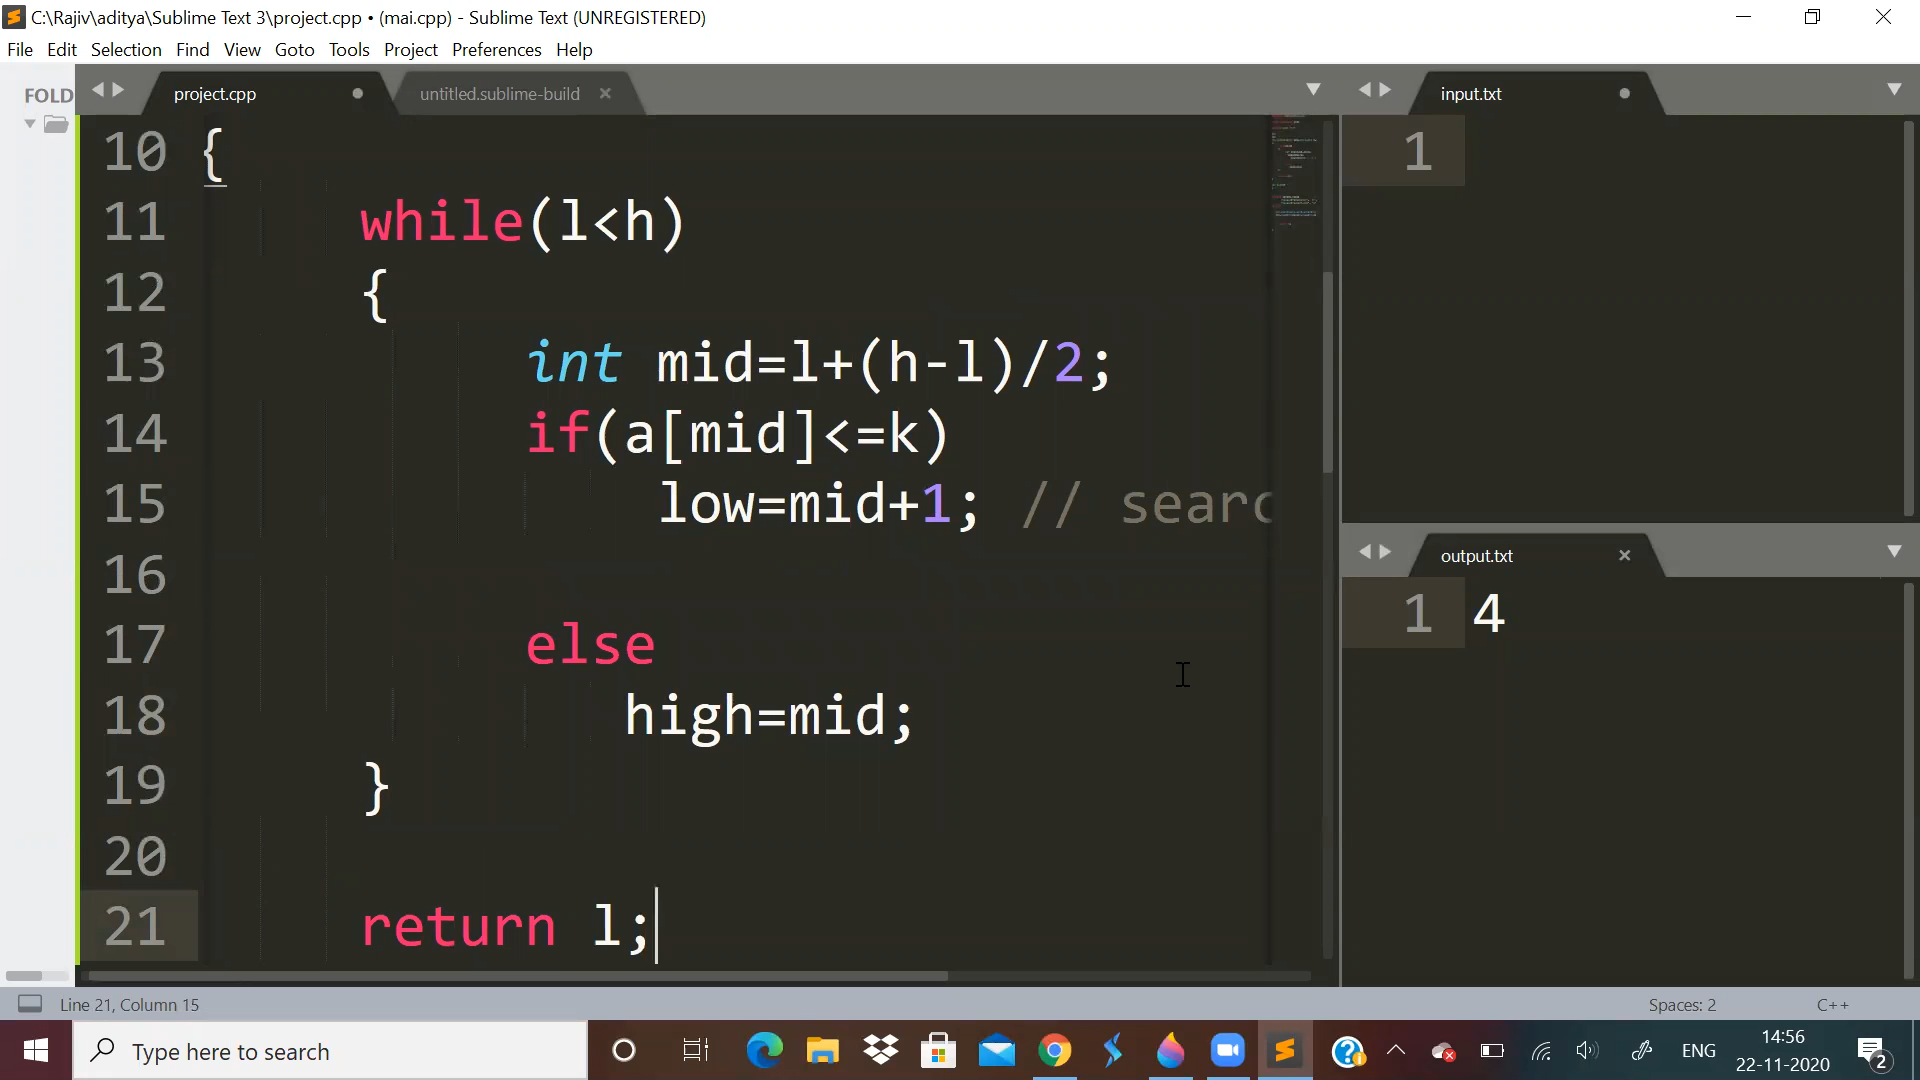 C:\Rajiv\aditya\Sublime Text 3\project.cpp • (mai.cpp) - Sublime Text (UNREGISTERED)
File Edit Selection Find View Goto Tools Project Preferences Help
FOLD
project.cpp
untitled.sublime-build
10 {
11 while(l<h)
12 {
13 int mid=l+(h-l)/2;
14 if(a[mid]<=k)
15 low=mid+1; // searc
16
17 else
18 high=mid;
19 }
20
21 return l;
input.txt
1
output.txt
1 4
Line 21, Column 15
Spaces: 2
C++
Type here to search
ENG
14:56
22-11-2020
2